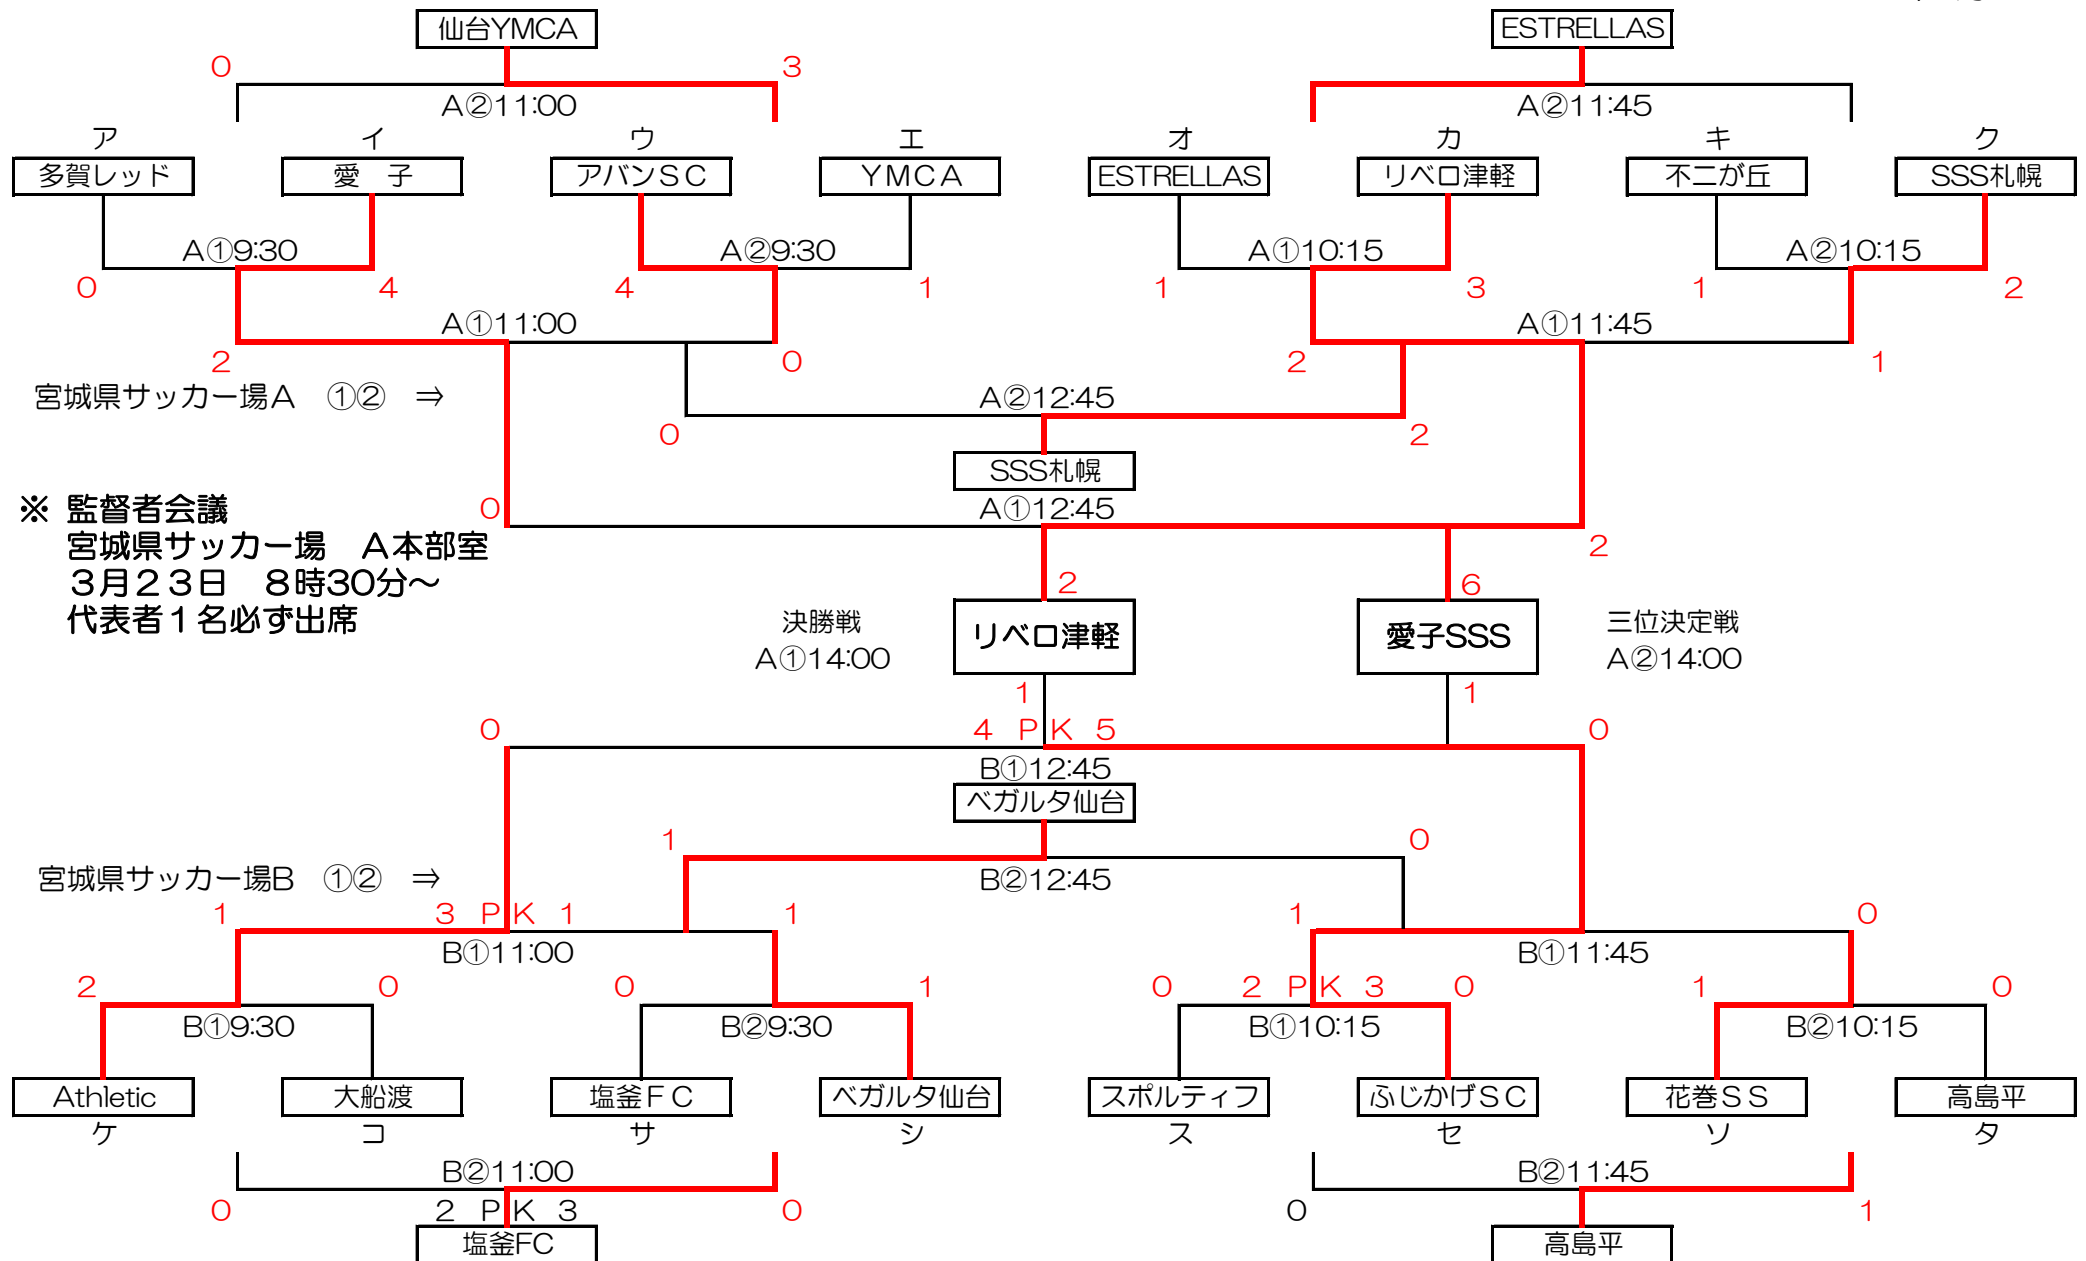 仙台YMCA ESTRELLAS
0 3
A②11:00 A②11:45
ア イ ウ エ オ カ キ ク
多賀レッド 愛 子 アバンSC YMCA ESTRELLAS リベロ津軽 不二が丘 SSS札幌
A①9:30 A②9:30 A①10:15 A②10:15
0 4 4 1 1 3 1 2
A①11:00 A①11:45
2 0 2 1
宮城県サッカー場A ①② ⇒ A②12:45
0 2
SSS札幌
※ 監督者会議 0 A①12:45
宮城県サッカー場 A本部室 2
3月23日 8時30分~ 2 6
代表者1名必ず出席 決勝戦 リベロ津軽 愛子SSS 三位決定戦
A①14:00 A②14:00
1 1
0 4 PK 5 0
B①12:45
ベガルタ仙台
1 0
宮城県サッカー場B ①② ⇒ B②12:45
1 3 PK 1 1 1 0
B①11:00 B①11:45
2 0 0 1 0 2 PK 3 0 1 0
B①9:30 B②9:30 B①10:15 B②10:15
Athletic 大船渡 塩釜FC ベガルタ仙台 スポルティフ ふじかげSC 花巻SS 高島平
ケ コ サ シ ス セ ソ タ
B②11:00 B②11:45
0 2 PK 3 0 0 1
塩釜FC 高島平